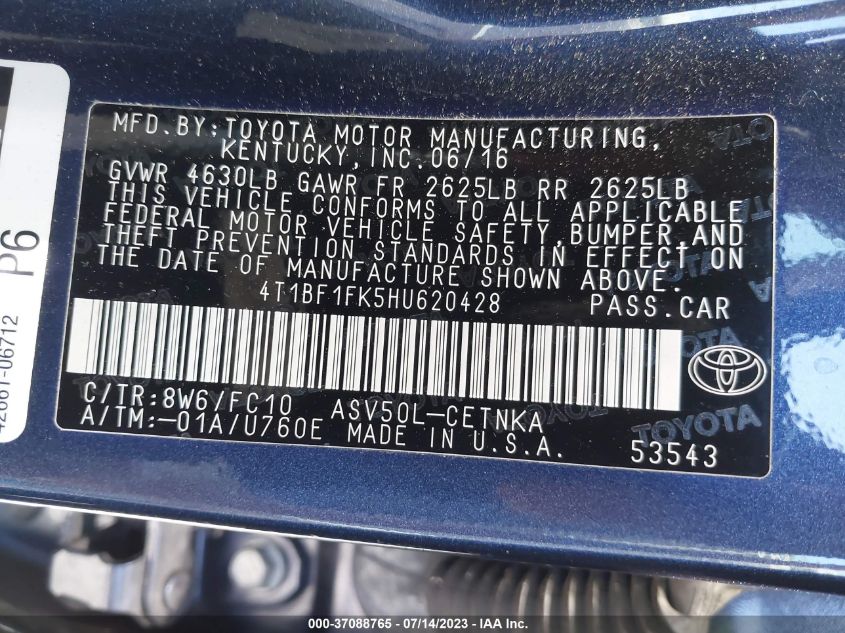 MFD.BY:TOYOTA MOTOR MANUFACTURING,
KENTUCKY,INC.06/16
GVWR 4630LB GAWR FR 2625LB RR 2625LB
THIS VEHICLE CONFORMS TO ALL APPLICABLE
FEDERAL MOTOR VEHICLE SAFETY,BUMPER,AND
THEFT PREVENTION STANDARDS IN EFFECT ON
THE DATE OF MANUFACTURE SHOWN ABOVE.
4T1BF1FK5HU620428 PASS.CAR
C/TR:8W6/FC10 ASV50L-CETNKA
A/TM:-01A/U760E MADE IN U.S.A.
53543
TOYOTA
P6
42661-06712
000-37088765 - 07/14/2023 - IAA Inc.